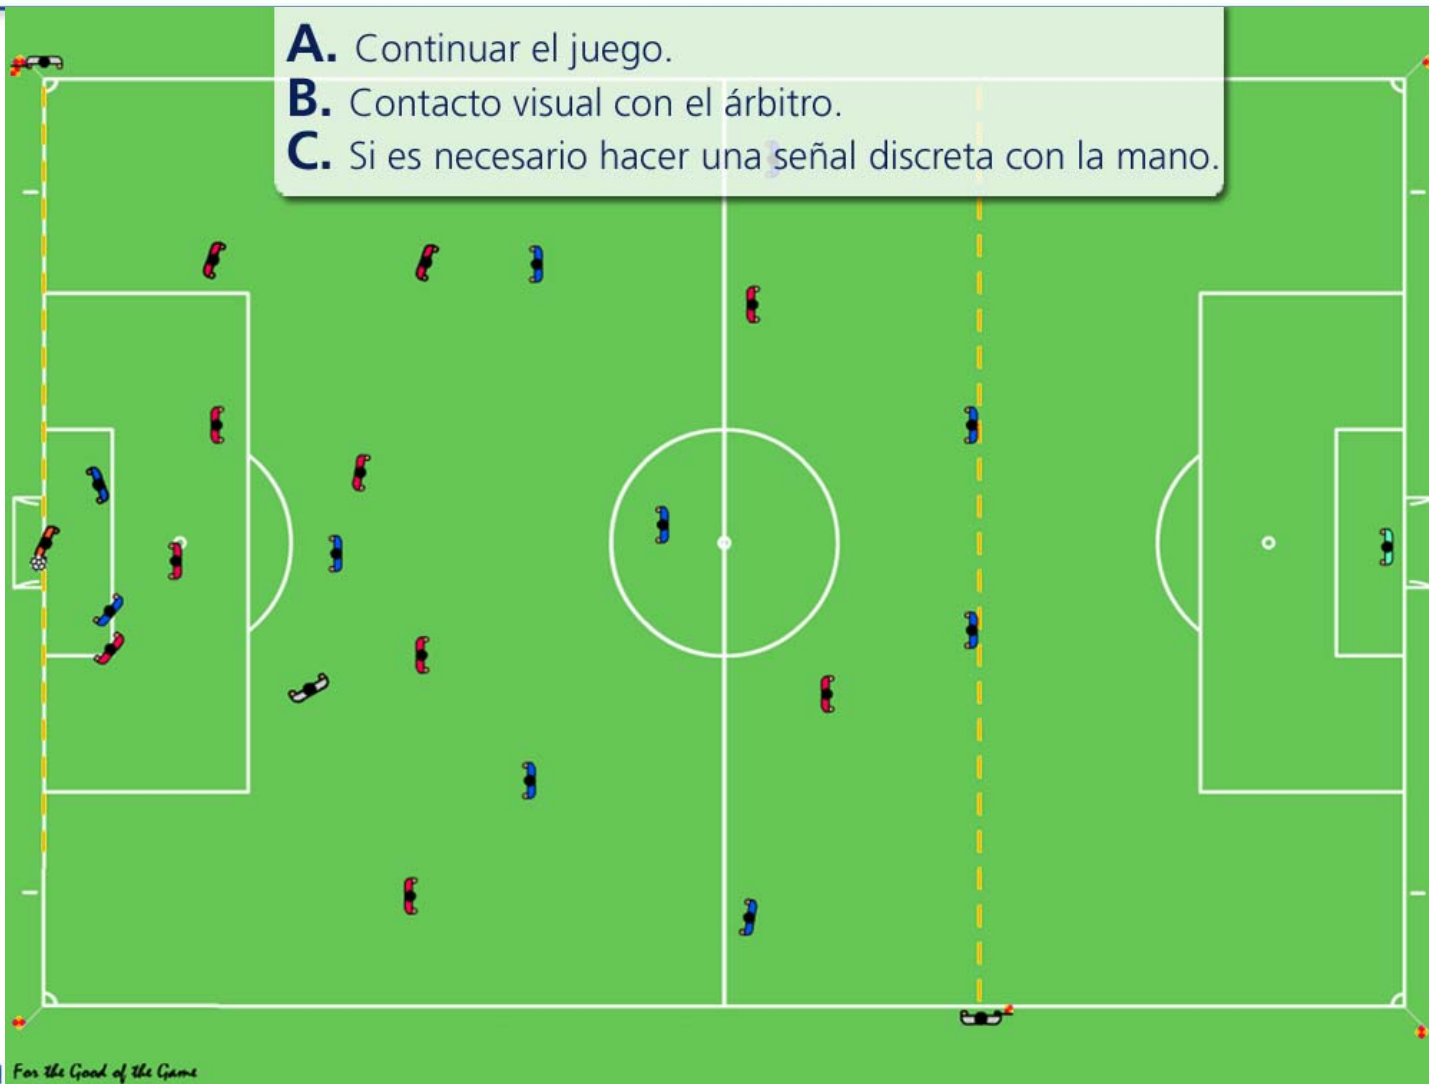 A. Continuar el juego.
B. Contacto visual con el árbitro.
C. Si es necesario hacer una señal discreta con la mano.
For the Good of the Game